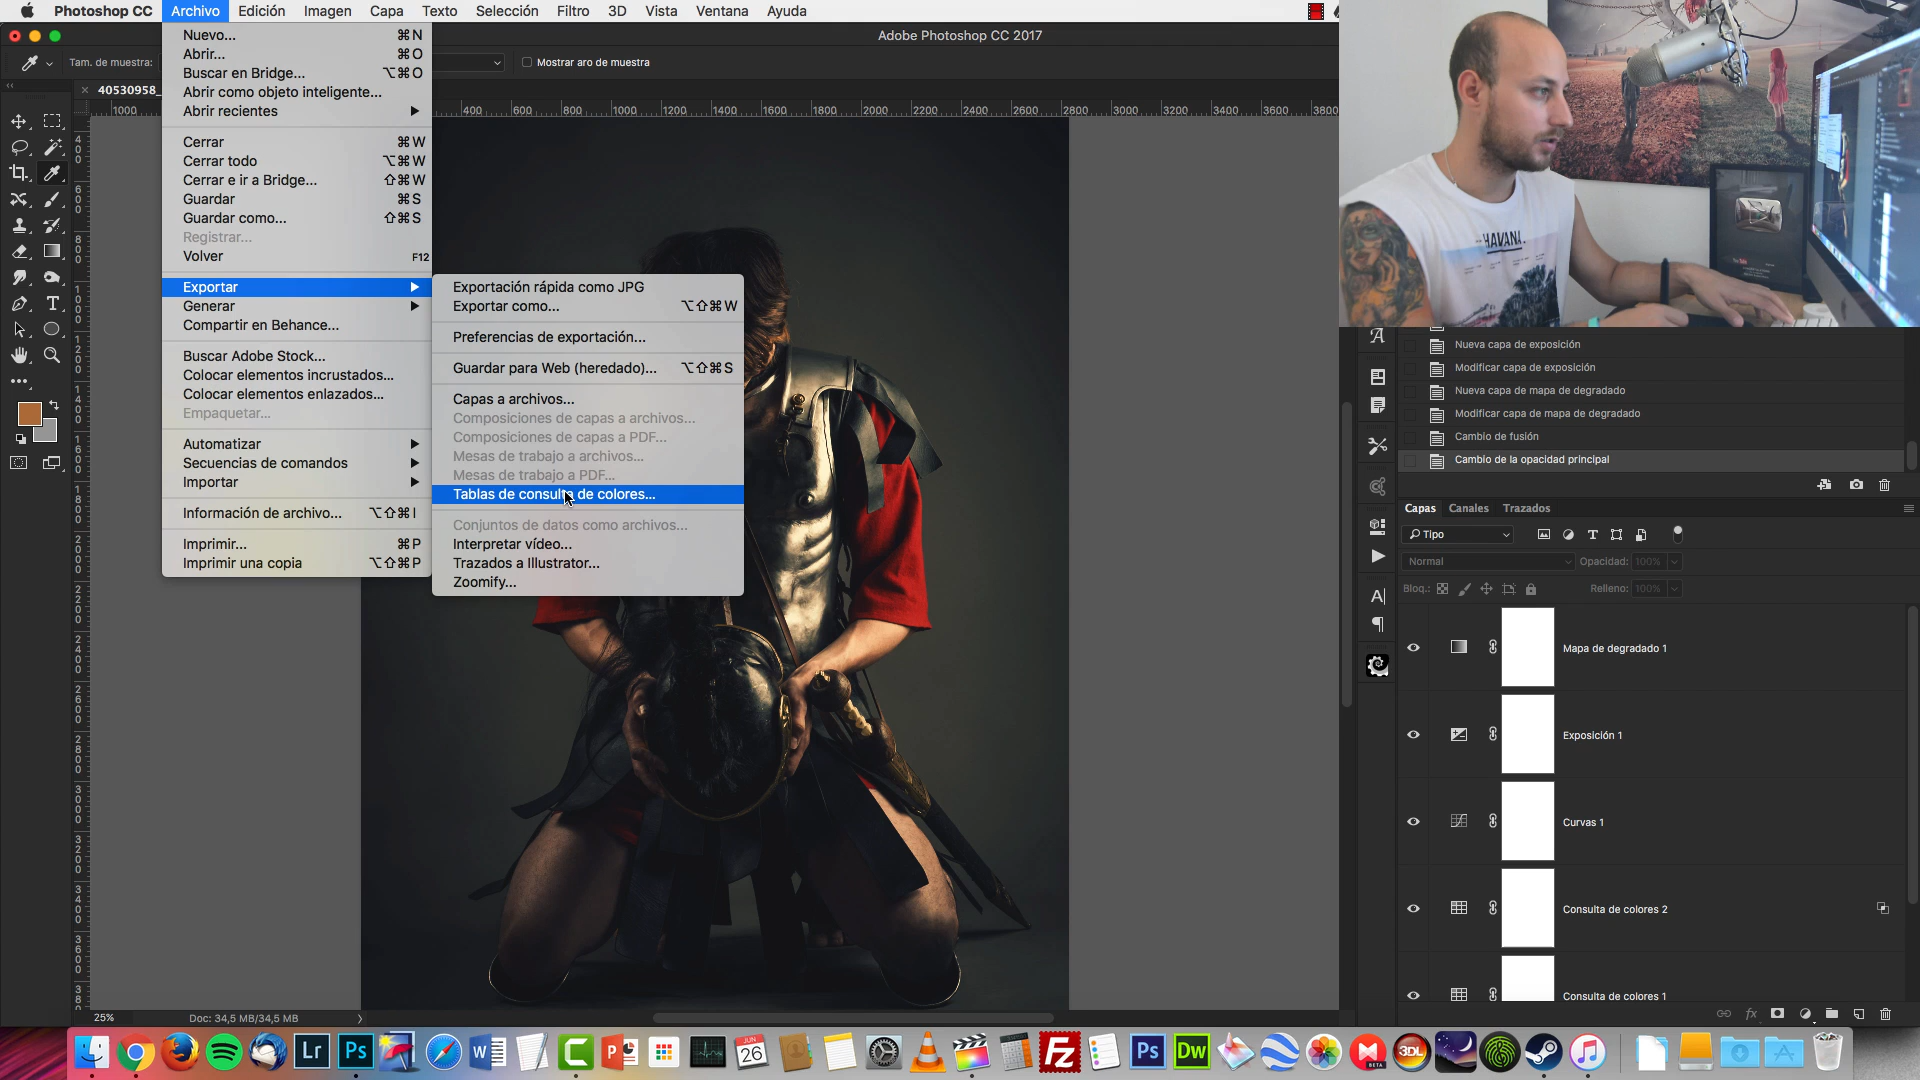 Photoshop CC Archivo Edición Imagen Capa Texto Selección Filtro 3D Vista Ventana Ayuda
Adobe Photoshop CC 2017
Tam. de muestra:
Mostrar aro de muestra
40530958_
1000 400 600 800 1000 1200 1400 1600 1800 2000 2200 2400 2600 2800 3000 3200 3400 3600 3800
Nuevo... ⌘N
Abrir... ⌘O
Buscar en Bridge... ⌥⌘O
Abrir como objeto inteligente...
Abrir recientes
Cerrar ⌘W
Cerrar todo ⌥⌘W
Cerrar e ir a Bridge... ⇧⌘W
Guardar ⌘S
Guardar como... ⇧⌘S
Registrar...
Volver F12
Exportar
Generar
Compartir en Behance...
Buscar Adobe Stock...
Colocar elementos incrustados...
Colocar elementos enlazados...
Empaquetar...
Automatizar
Secuencias de comandos
Importar
Información de archivo... ⌥⇧⌘I
Imprimir... ⌘P
Imprimir una copia ⌥⇧⌘P
Exportación rápida como JPG
Exportar como... ⌥⇧⌘W
Preferencias de exportación...
Guardar para Web (heredado)... ⌥⇧⌘S
Capas a archivos...
Composiciones de capas a archivos...
Composiciones de capas a PDF...
Mesas de trabajo a archivos...
Mesas de trabajo a PDF...
Tablas de consulta de colores...
Conjuntos de datos como archivos...
Interpretar vídeo...
Trazados a Illustrator...
Zoomify...
HAVANA.
Nueva capa de exposición
Modificar capa de exposición
Nueva capa de mapa de degradado
Modificar capa de mapa de degradado
Cambio de fusión
Cambio de la opacidad principal
Capas Canales Trazados
Tipo
Normal Opacidad: 100%
Bloq.: Relleno: 100%
Mapa de degradado 1
Exposición 1
Curvas 1
Consulta de colores 2
Consulta de colores 1
fx
25% Doc: 34,5 MB/34,5 MB
Lr Ps W C P JUN 26 Fz Ps Dw BETA 3DL